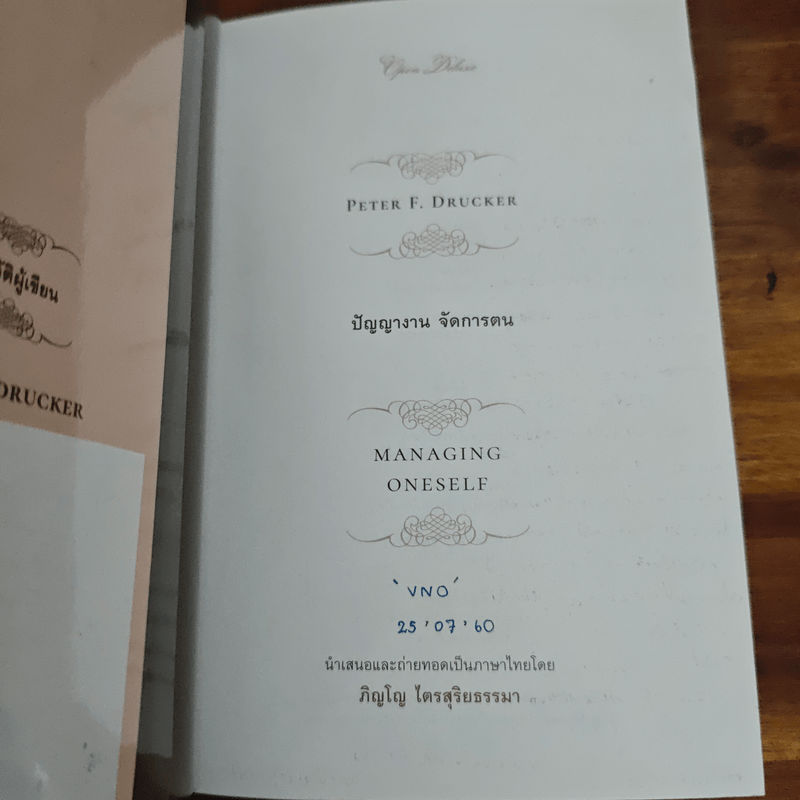 ผู้เขียน
DRUCKER
Open Deluxe
PETER F. DRUCKER
ปัญญางาน จัดการตน
MANAGING
ONESELF
'VNO'
25 ' 07 ' 60
นำเสนอและถ่ายทอดเป็นภาษาไทยโดย
ภิญโญ ไตรสุริยธรรมา